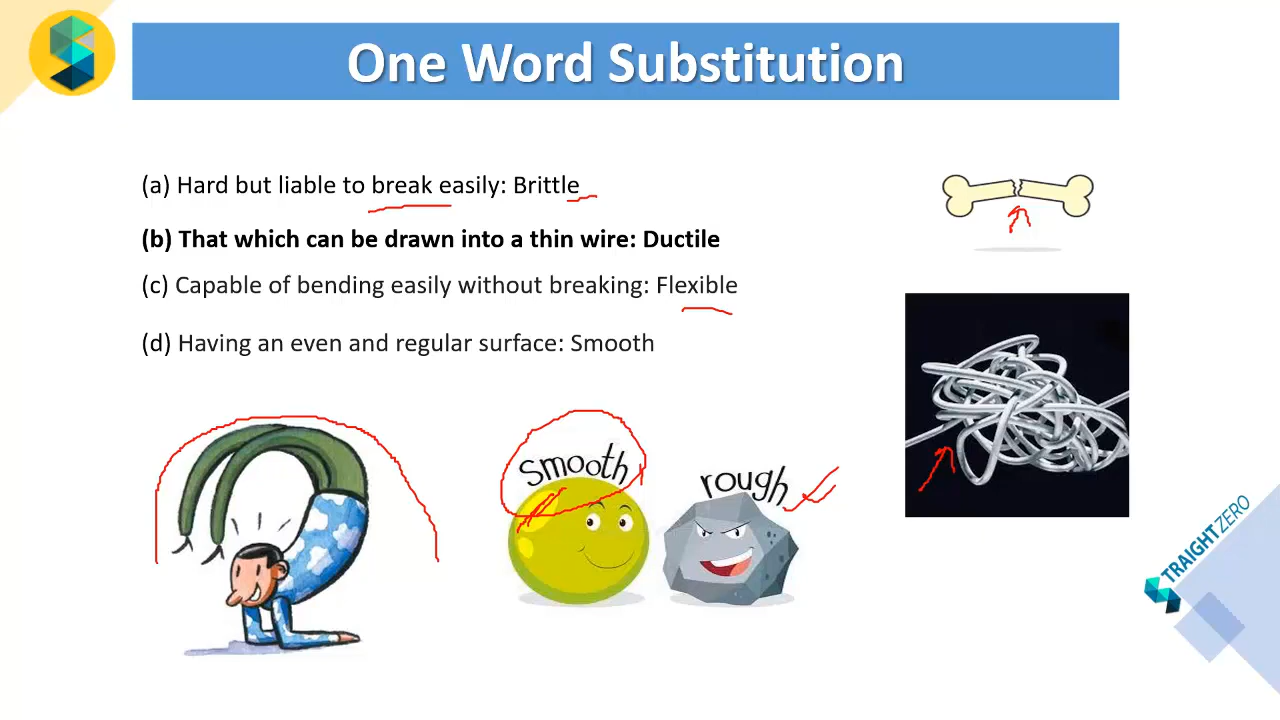 One Word Substitution
(a) Hard but liable to break easily: Brittle
(b) That which can be drawn into a thin wire: Ductile
(c) Capable of bending easily without breaking: Flexible
(d) Having an even and regular surface: Smooth
smooth
rough
TRAIGHTZERO